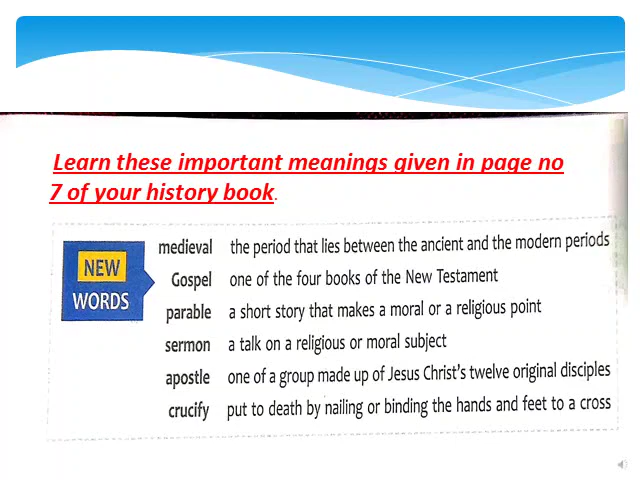 Learn these important meanings given in page no
7 of your history book.
NEW
WORDS
medieval the period that lies between the ancient and the modern periods
Gospel one of the four books of the New Testament
parable a short story that makes a moral or a religious point
sermon a talk on a religious or moral subject
apostle one of a group made up of Jesus Christ's twelve original disciples
crucify put to death by nailing or binding the hands and feet to a cross